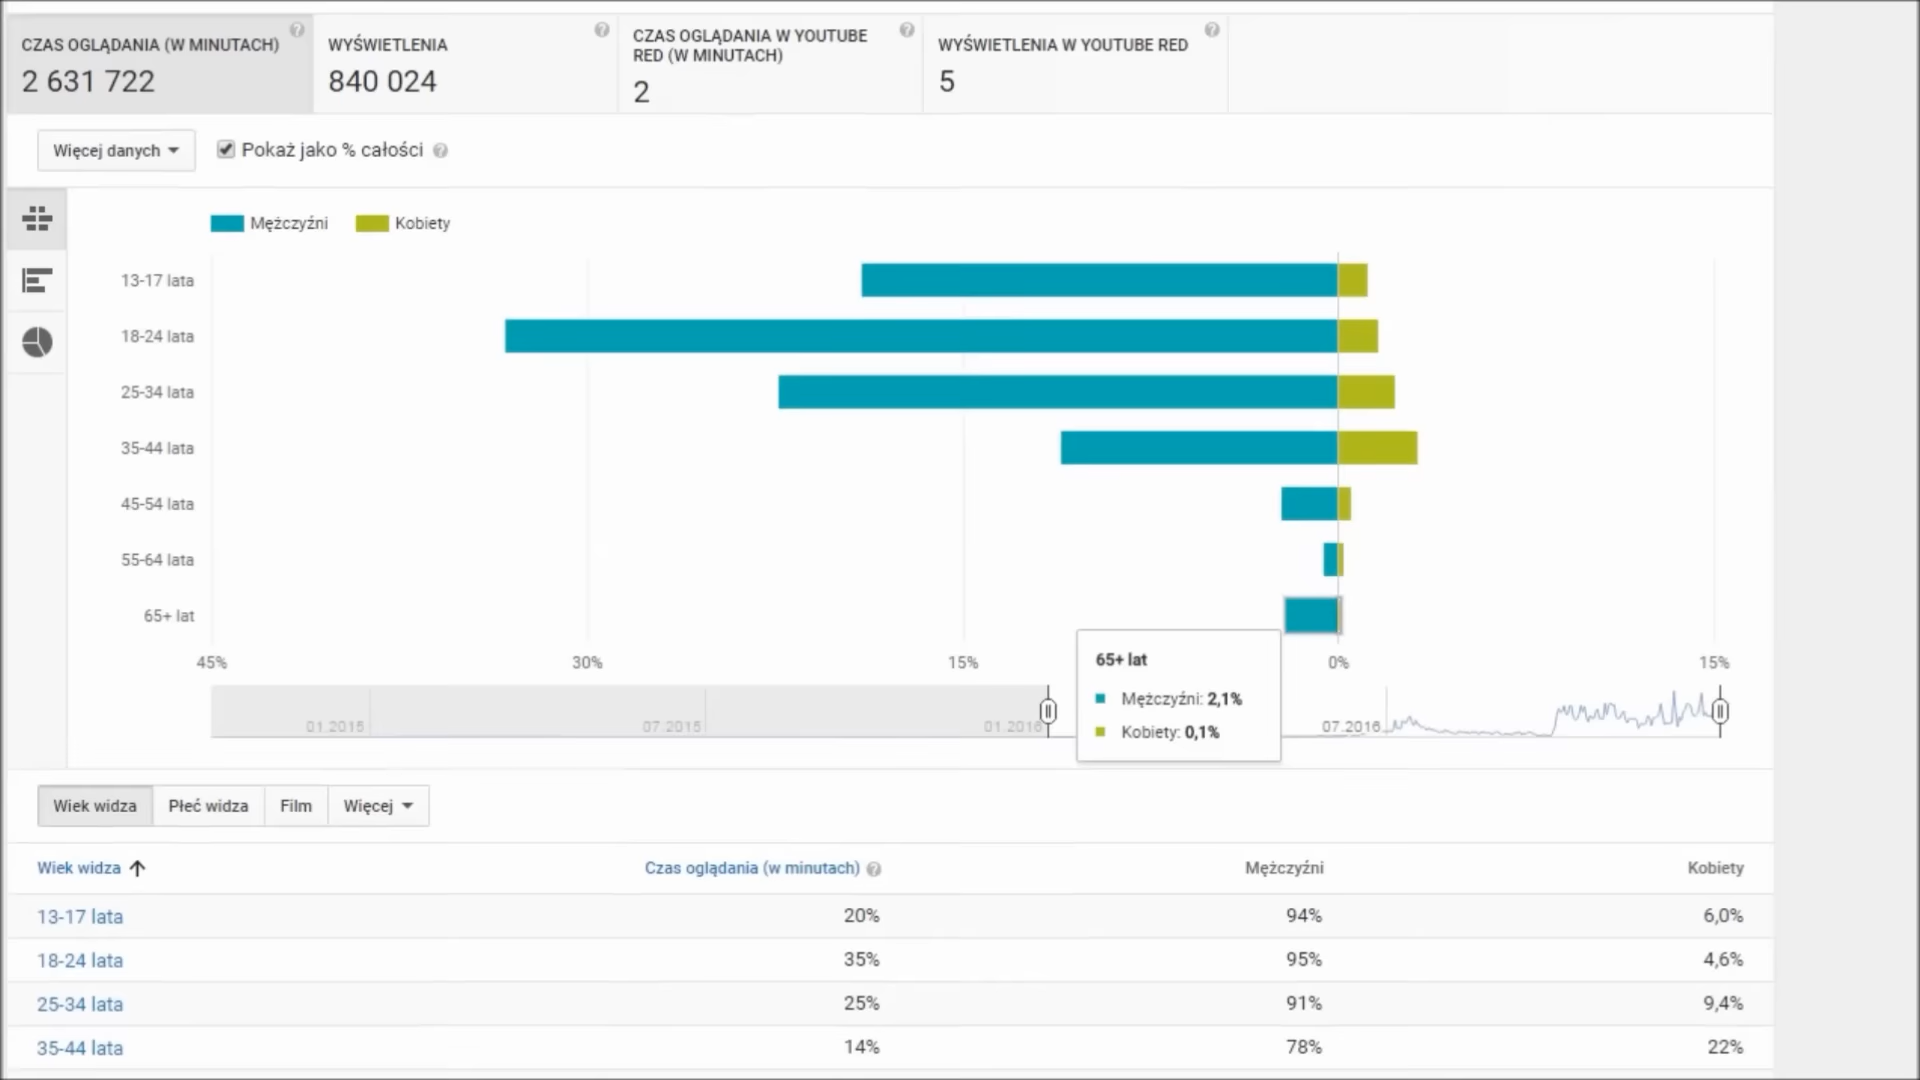 CZAS OGLĄDANIA (W MINUTACH)
2 631 722
WYŚWIETLENIA
840 024
CZAS OGLĄDANIA W YOUTUBE
RED (W MINUTACH)
2
WYŚWIETLENIA W YOUTUBE RED
5
Więcej danych
Pokaż jako % całości
Mężczyźni Kobiety
13-17 lata
18-24 lata
25-34 lata
35-44 lata
45-54 lata
55-64 lata
65+ lat
45% 30% 15% 0% 15%
65+ lat
Mężczyźni: 2,1%
Kobiety: 0,1%
01.2015 07.2015 01.2016 07.2016
Wiek widza Płeć widza Film Więcej
Wiek widza Czas oglądania (w minutach) Mężczyźni Kobiety
13-17 lata 20% 94% 6,0%
18-24 lata 35% 95% 4,6%
25-34 lata 25% 91% 9,4%
35-44 lata 14% 78% 22%